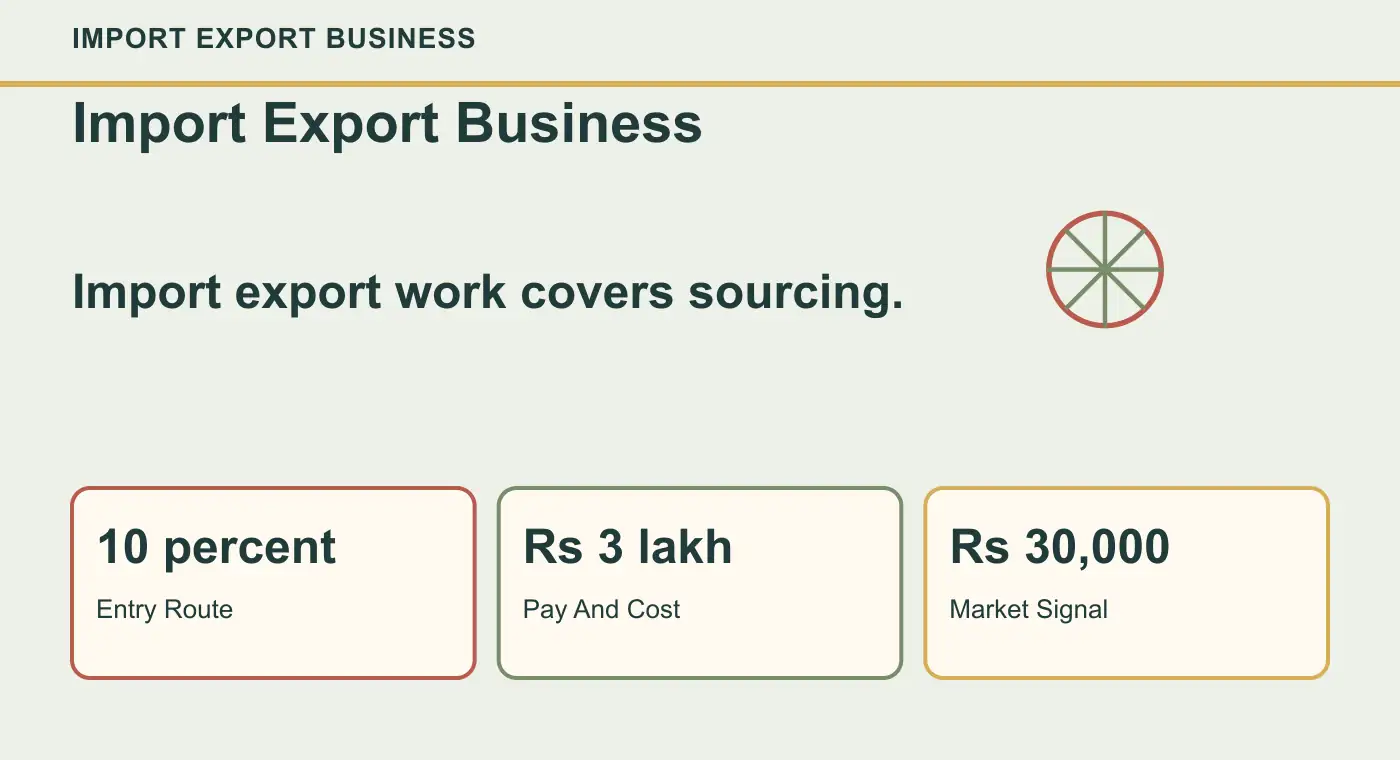 IMPORT EXPORT BUSINESS
Import Export Business
Import export work covers sourcing.
10 percent
Entry Route
Rs 3 lakh
Pay And Cost
Rs 30,000
Market Signal